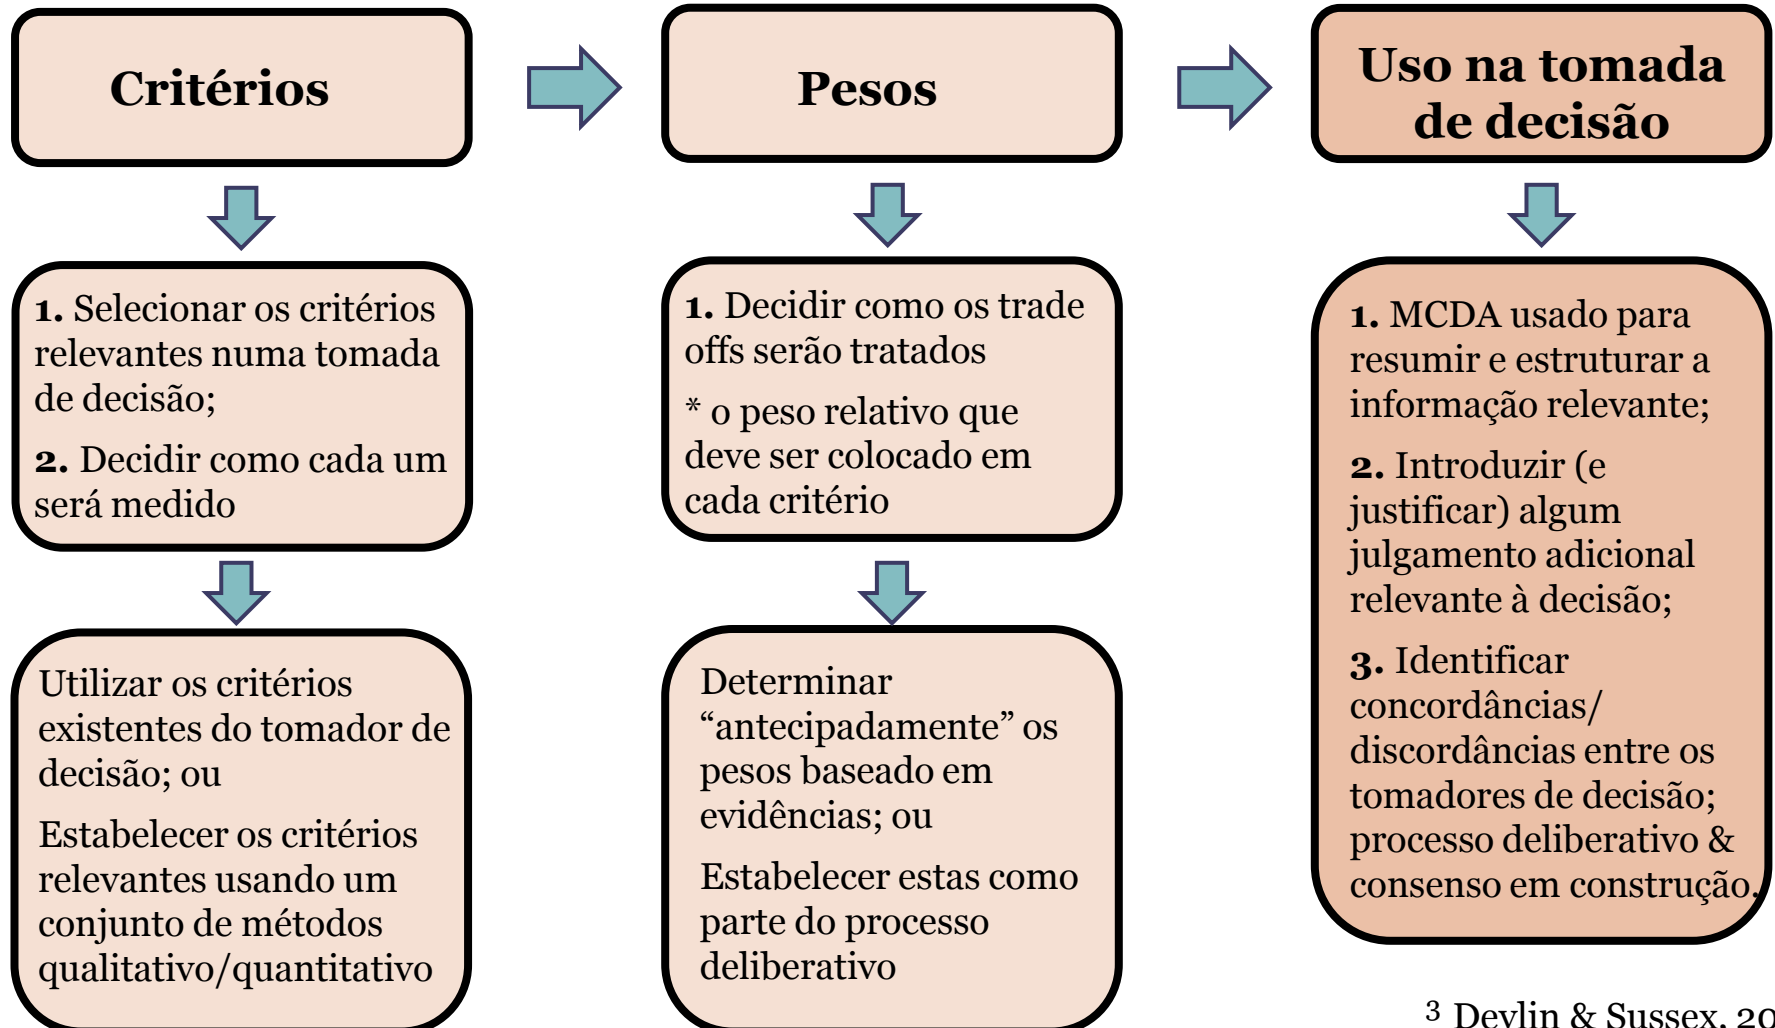 Critérios
Pesos
Uso na tomada
de decisão
1. Selecionar os critérios
relevantes numa tomada
de decisão;
2. Decidir como cada um
será medido
1. Decidir como os trade
offs serão tratados
* o peso relativo que
deve ser colocado em
cada critério
1. MCDA usado para
resumir e estruturar a
informação relevante;
2. Introduzir (e
justificar) algum
julgamento adicional
relevante à decisão;
3. Identificar
concordâncias/
discordâncias entre os
tomadores de decisão;
processo deliberativo &
consenso em construção.
Utilizar os critérios
existentes do tomador de
decisão; ou
Estabelecer os critérios
relevantes usando um
conjunto de métodos
qualitativo/quantitativo
Determinar
“antecipadamente” os
pesos baseado em
evidências; ou
Estabelecer estas como
parte do processo
deliberativo
3 Devlin & Sussex,